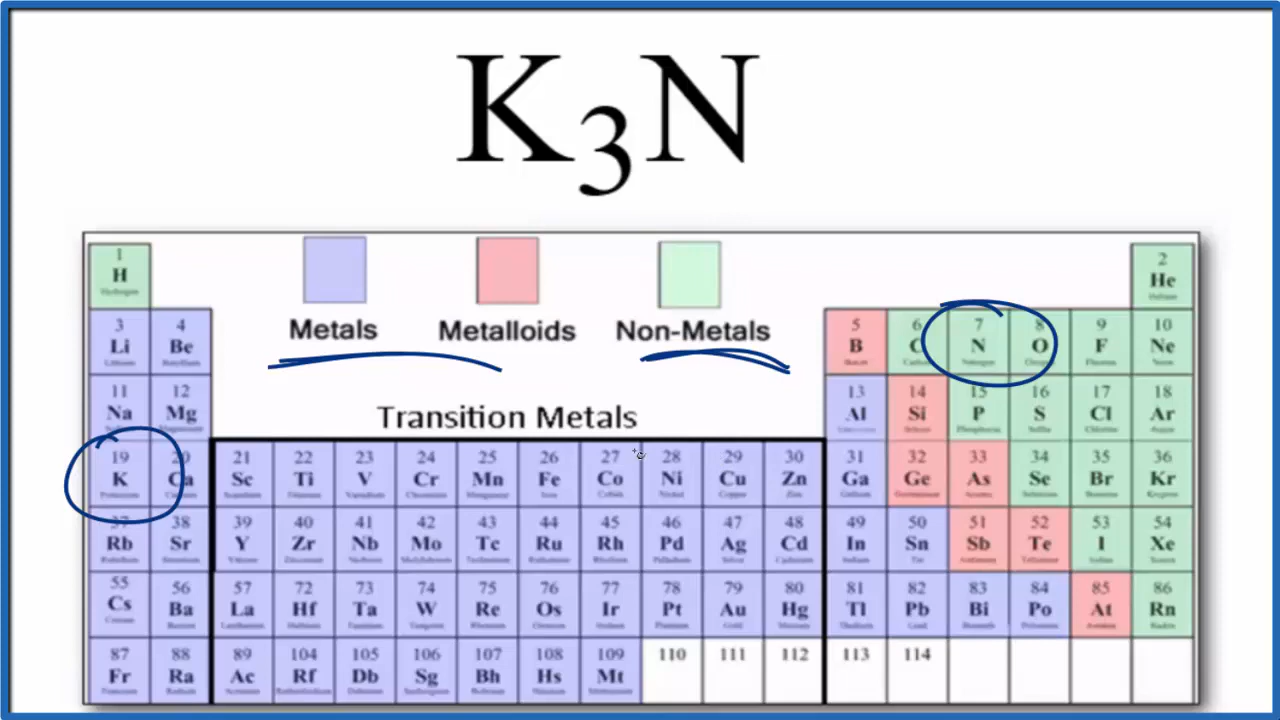 K3N
1 2
H He
Hydrogen
Metals Metalloids Non-Metals
3 4 5 6 7 8 9 10
Li Be B C N O F Ne
11 12 13 14 15 16 17 18
Na Mg Al Si P S Cl Ar
Transition Metals
19 20 21 22 23 24 25 26 27 28 29 30 31 32 33 34 35 36
K Ca Sc Ti V Cr Mn Fe Co Ni Cu Zn Ga Ge As Se Br Kr
37 38 39 40 41 42 43 44 45 46 47 48 49 50 51 52 53 54
Rb Sr Y Zr Nb Mo Tc Ru Rh Pd Ag Cd In Sn Sb Te I Xe
55 56 57 72 73 74 75 76 77 78 79 80 81 82 83 84 85 86
Cs Ba La Hf Ta W Re Os Ir Pt Au Hg Tl Pb Bi Po At Rn
87 88 89 104 105 106 107 108 109 110 111 112 113 114
Fr Ra Ac Rf Db Sg Bh Hs Mt